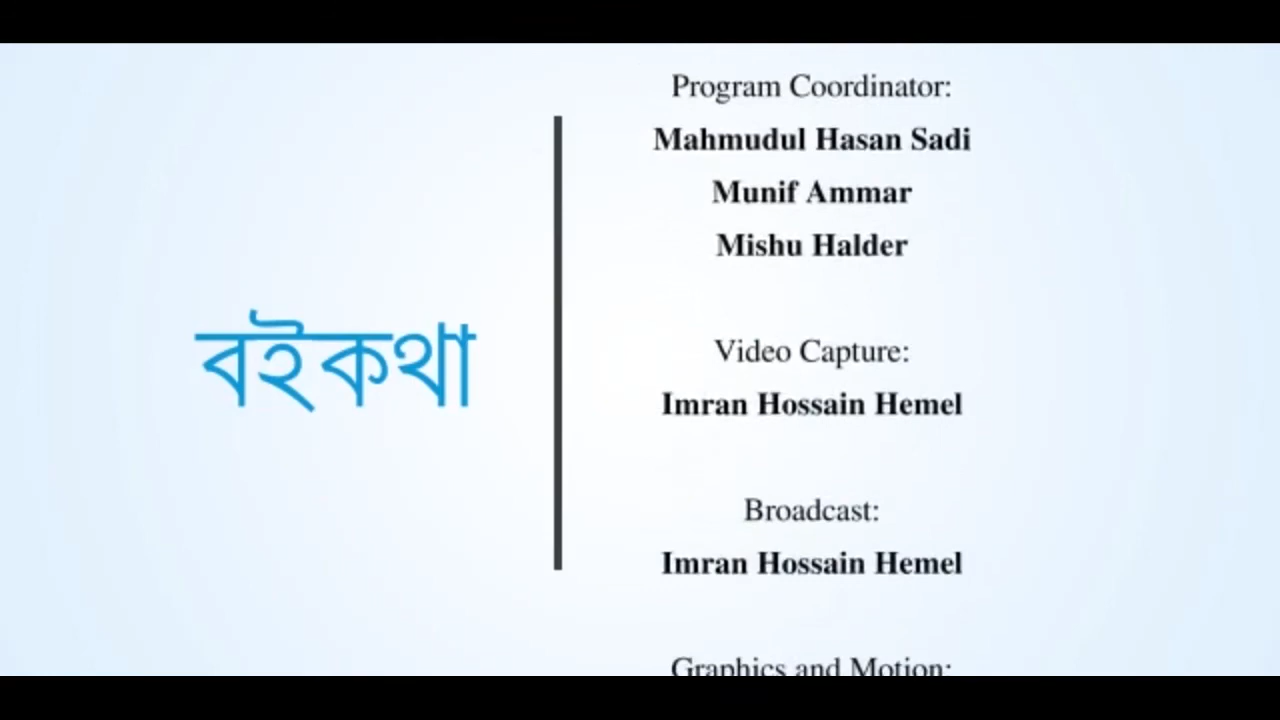 বইকথা
Program Coordinator:
Mahmudul Hasan Sadi
Munif Ammar
Mishu Halder
Video Capture:
Imran Hossain Hemel
Broadcast:
Imran Hossain Hemel
Graphics and Motion: